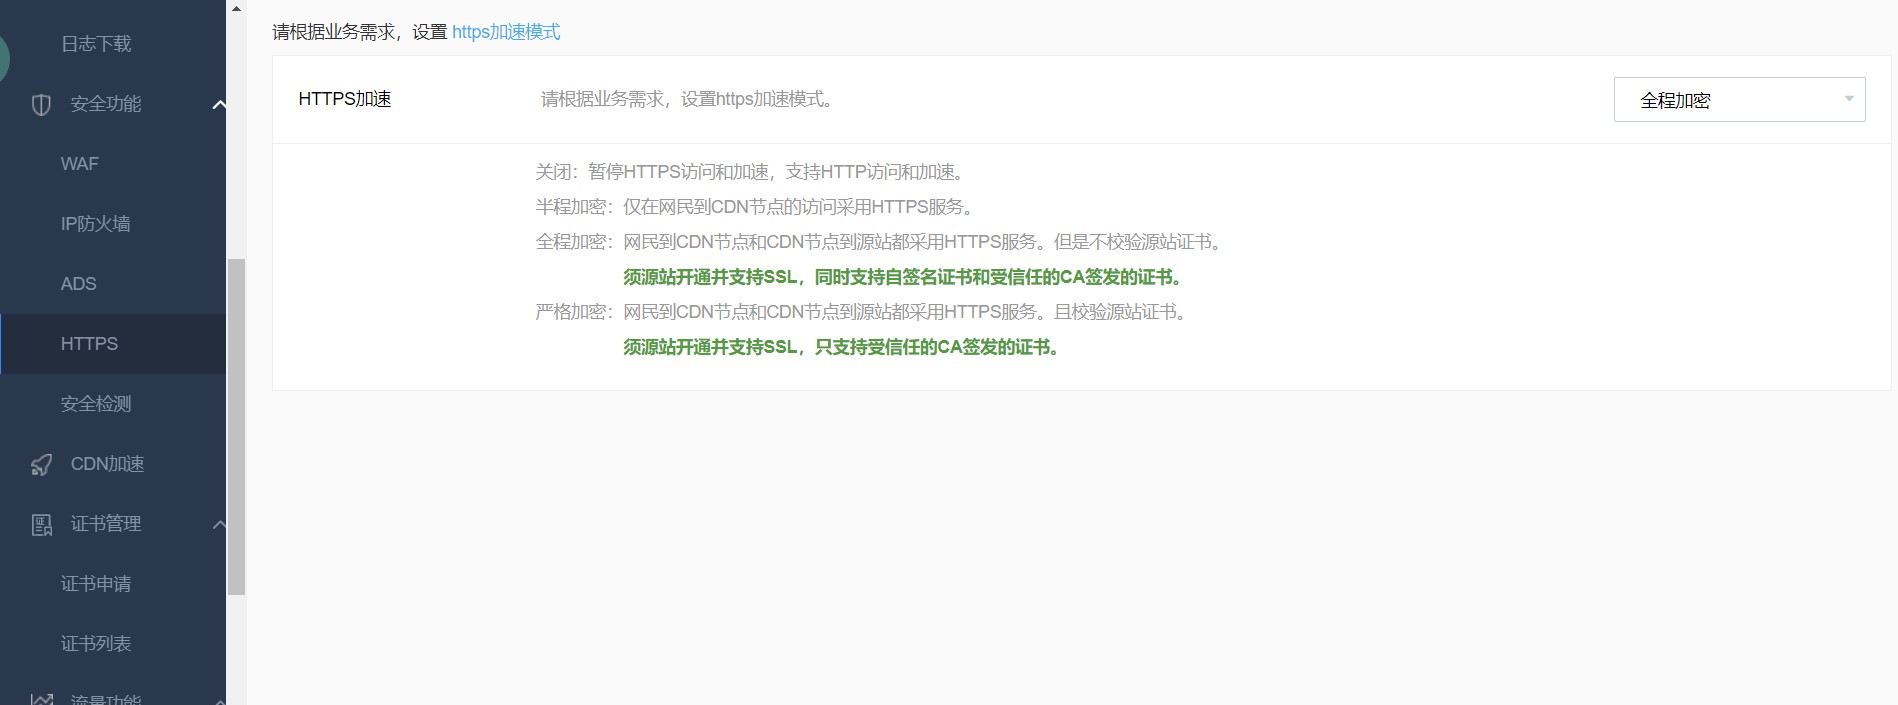 日志下载
安全功能
WAF
IP防火墙
ADS
HTTPS
安全检测
CDN加速
证书管理
证书申请
证书列表
流量功能
请根据业务需求，设置 https加速模式
HTTPS加速
请根据业务需求，设置https加速模式。
全程加密
关闭：暂停HTTPS访问和加速，支持HTTP访问和加速。
半程加密：仅在网民到CDN节点的访问采用HTTPS服务。
全程加密：网民到CDN节点和CDN节点到源站都采用HTTPS服务。但是不校验源站证书。
须源站开通并支持SSL，同时支持自签名证书和受信任的CA签发的证书。
严格加密：网民到CDN节点和CDN节点到源站都采用HTTPS服务。且校验源站证书。
须源站开通并支持SSL，只支持受信任的CA签发的证书。